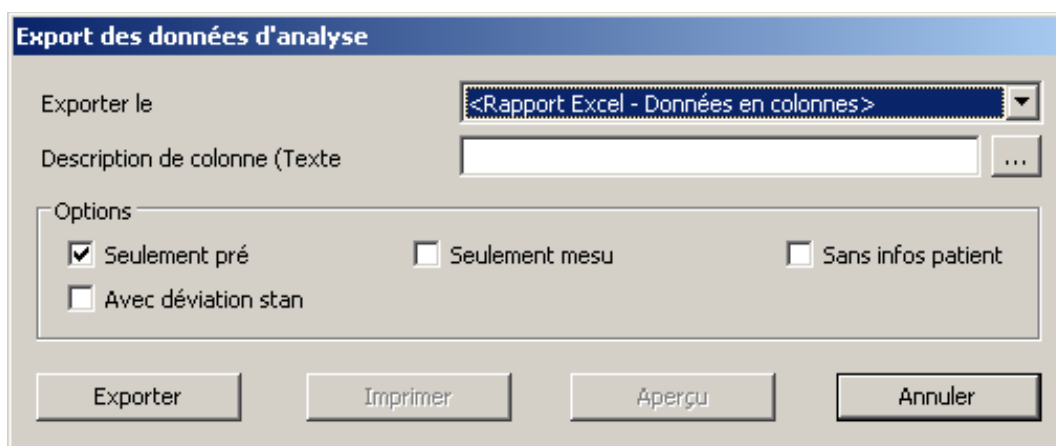 Export des données d'analyse
Exporter le <Rapport Excel - Données en colonnes>
Description de colonne (Texte ...
Options
Seulement pré Seulement mesu Sans infos patient
Avec déviation stan
Exporter Imprimer Aperçu Annuler